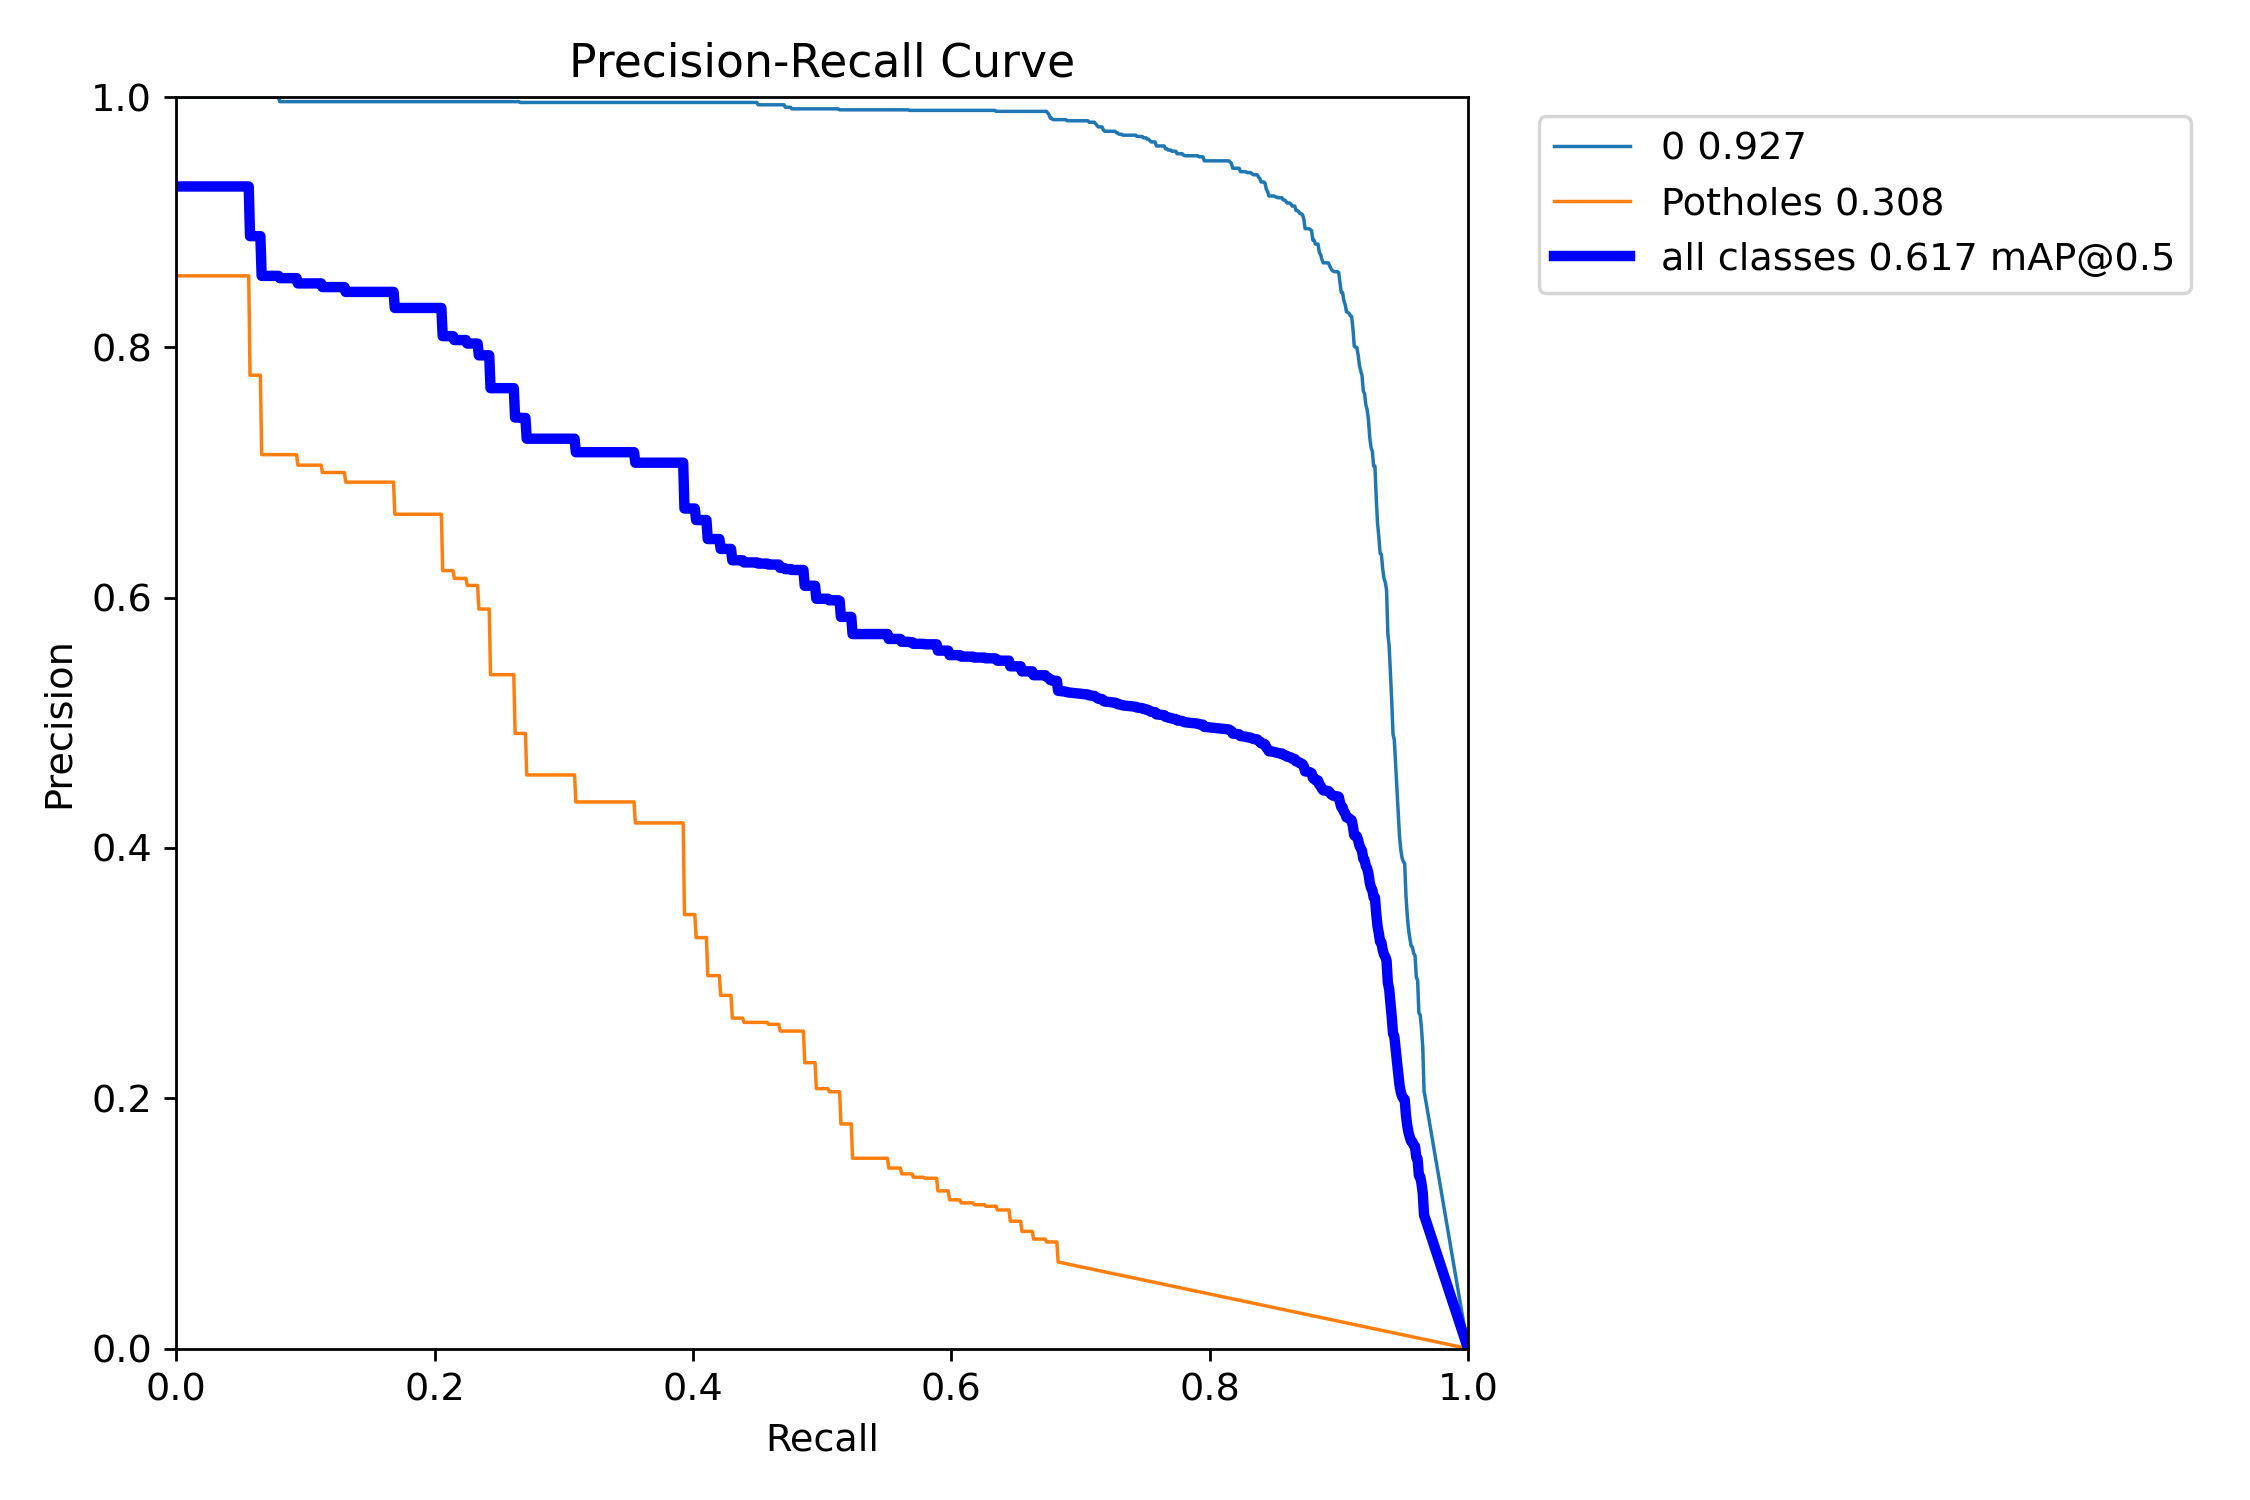 Precision-Recall Curve
1.0
0.8
0.6
0.4
0.2
0.0
Precision
0.0 0.2 0.4 0.6 0.8 1.0
Recall
0 0.927
Potholes 0.308
all classes 0.617 mAP@0.5